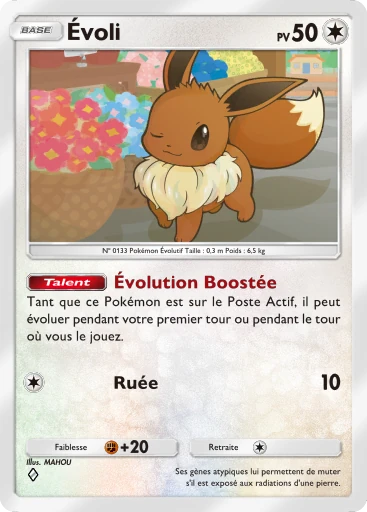 BASE Évoli PV 50
N° 0133 Pokémon Évolutif Taille : 0,3 m Poids : 6,5 kg
Talent Évolution Boostée
Tant que ce Pokémon est sur le Poste Actif, il peut
évoluer pendant votre premier tour ou pendant le tour
où vous le jouez.
Ruée 10
Faiblesse +20 Retraite
Illus. MAHOU
Ses gènes atypiques lui permettent de muter
s'il est exposé aux radiations d'une pierre.